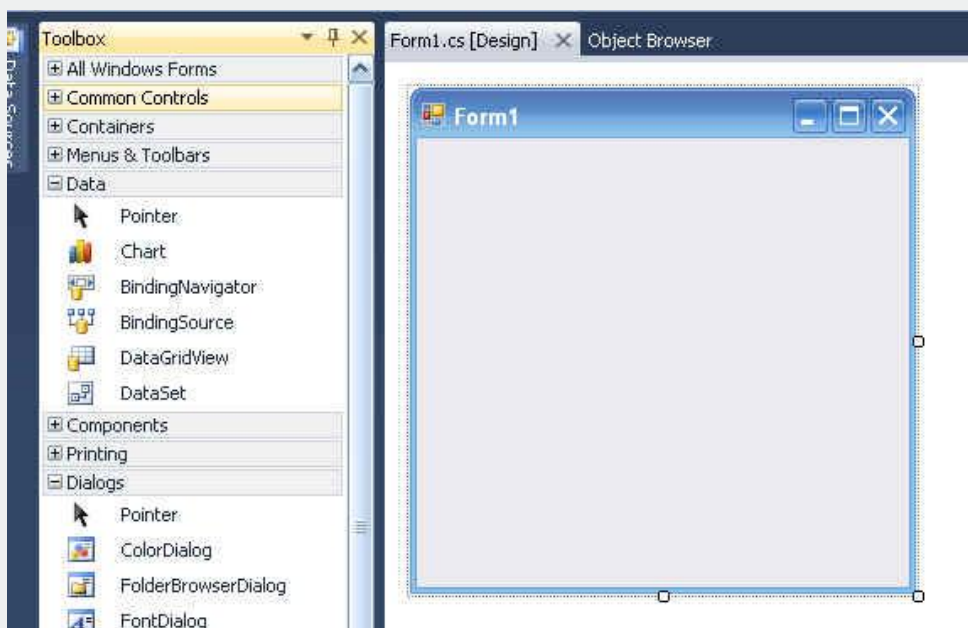 Toolbox
All Windows Forms
Common Controls
Containers
Menus & Toolbars
Data
Pointer
Chart
BindingNavigator
BindingSource
DataGridView
DataSet
Components
Printing
Dialogs
Pointer
ColorDialog
FolderBrowserDialog
FontDialog
Form1.cs [Design]
Object Browser
Form1